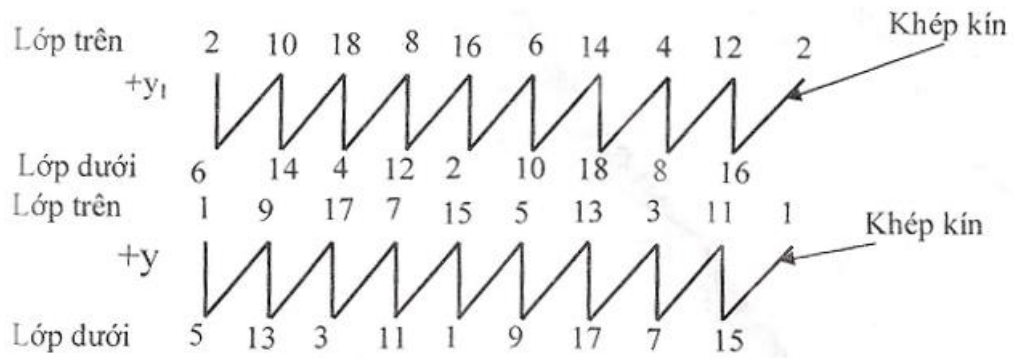 Lớp trên 2 10 18 8 16 6 14 4 12 2 Khép kín
+y₁
Lớp dưới 6 14 4 12 2 10 18 8 16
Lớp trên 1 9 17 7 15 5 13 3 11 1 Khép kín
+y
Lớp dưới 5 13 3 11 1 9 17 7 15